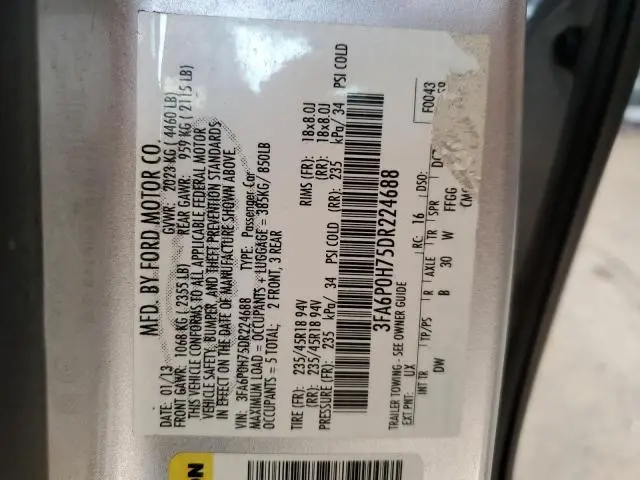 MFD. BY FORD MOTOR CO.
DATE: 01/13 GVWR: 2023 KG ( 4460 LB)
FRONT GAWR: 1068 KG ( 2355 LB) REAR GAWR: 959 KG ( 2115 LB)
THIS VEHICLE CONFORMS TO ALL APPLICABLE FEDERAL MOTOR
VEHICLE SAFETY, BUMPER, AND THEFT PREVENTION STANDARDS
IN EFFECT ON THE DATE OF MANUFACTURE SHOWN ABOVE.
VIN: 3FA6P0H75DR224688 TYPE: Passenger Car
MAXIMUM LOAD = OCCUPANTS + LUGGAGE = 385KG/ 850LB
OCCUPANTS = 5 TOTAL; 2 FRONT, 3 REAR
TIRE (FR): 235/45R18 94V RIMS (FR): 18x8.0J
(RR): 235/45R18 94V (RR): 18x8.0J
PRESSURE (FR): 235 kPa/ 34 PSI COLD (RR): 235 kPa/ 34 PSI COLD
3FA6P0H75DR224688
F0043
TRAILER TOWING - SEE OWNER GUIDE
EXT PNT: UX RC: 16 DSO:
INT TR TP/PS R AXLE TR SPR
DW B 30 W FFGG
ON